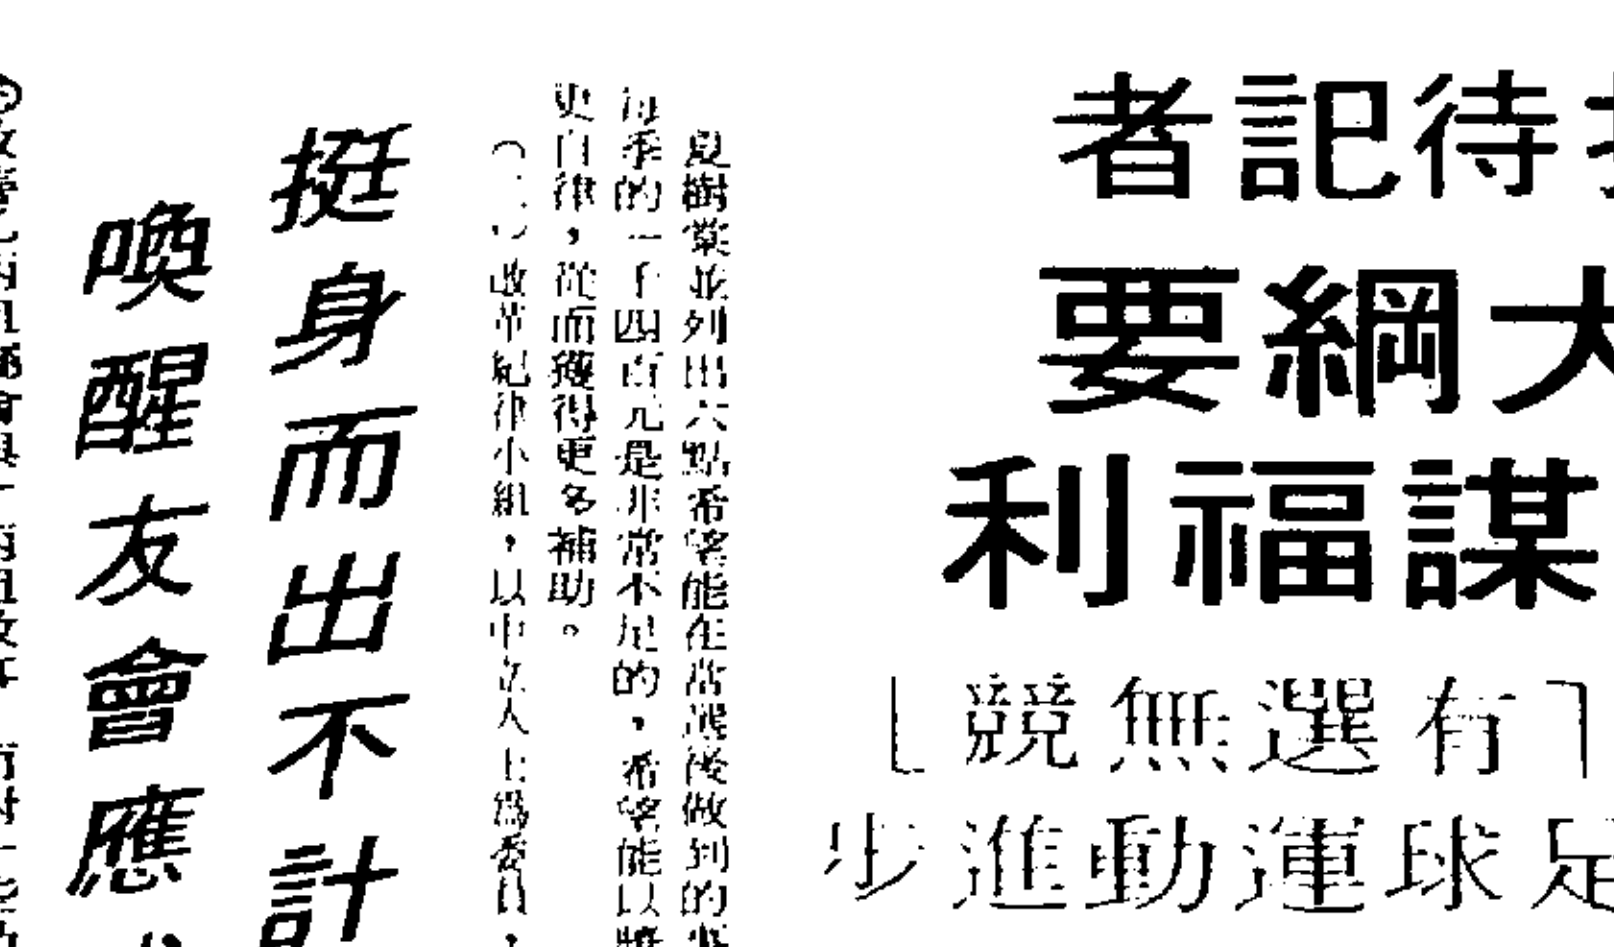 待記者
大綱要
謀福利
「有選無競」
足球運動進步
夏樹棠並列出六點希望能在當選後做到的事
每季的一千四百元是非常不足的，希望能以
更自律，從而獲得更多補助。
（二）改革紀律小組，以中立人士爲委員，
挺身而出不計
喚醒友會應